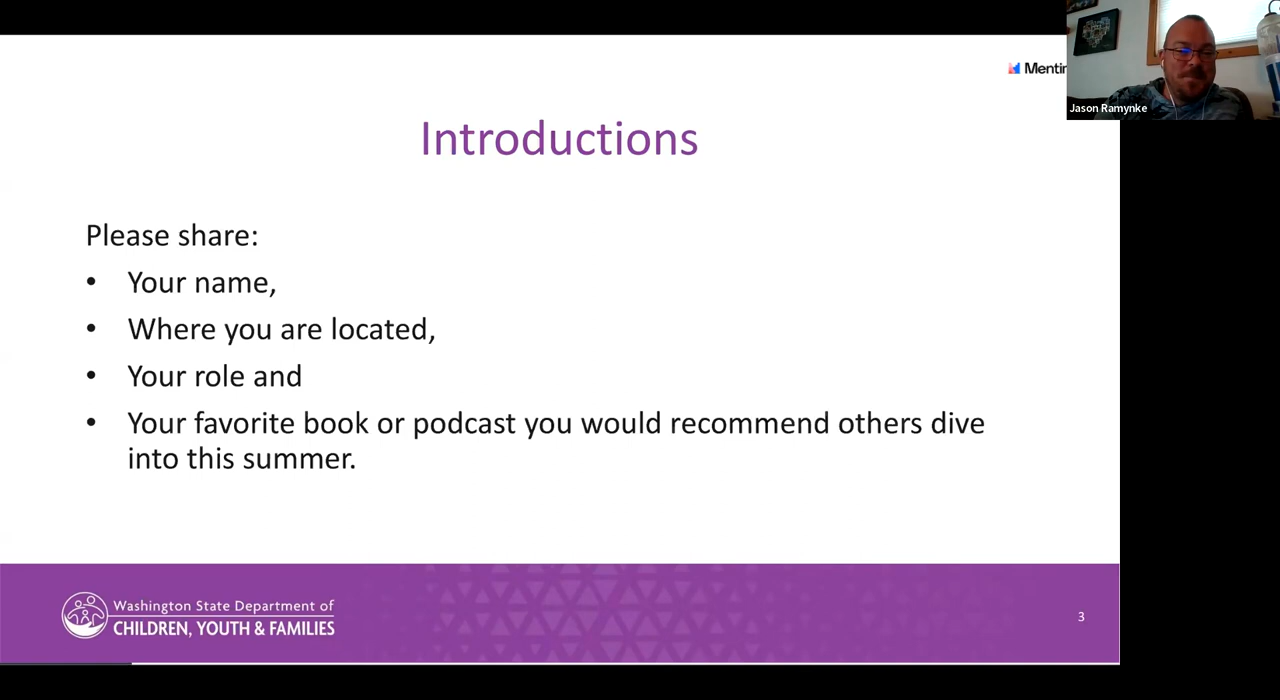 Mentim
Jason Ramynke
Introductions
Please share:
• Your name,
• Where you are located,
• Your role and
• Your favorite book or podcast you would recommend others dive
into this summer.
Washington State Department of
CHILDREN, YOUTH & FAMILIES
3